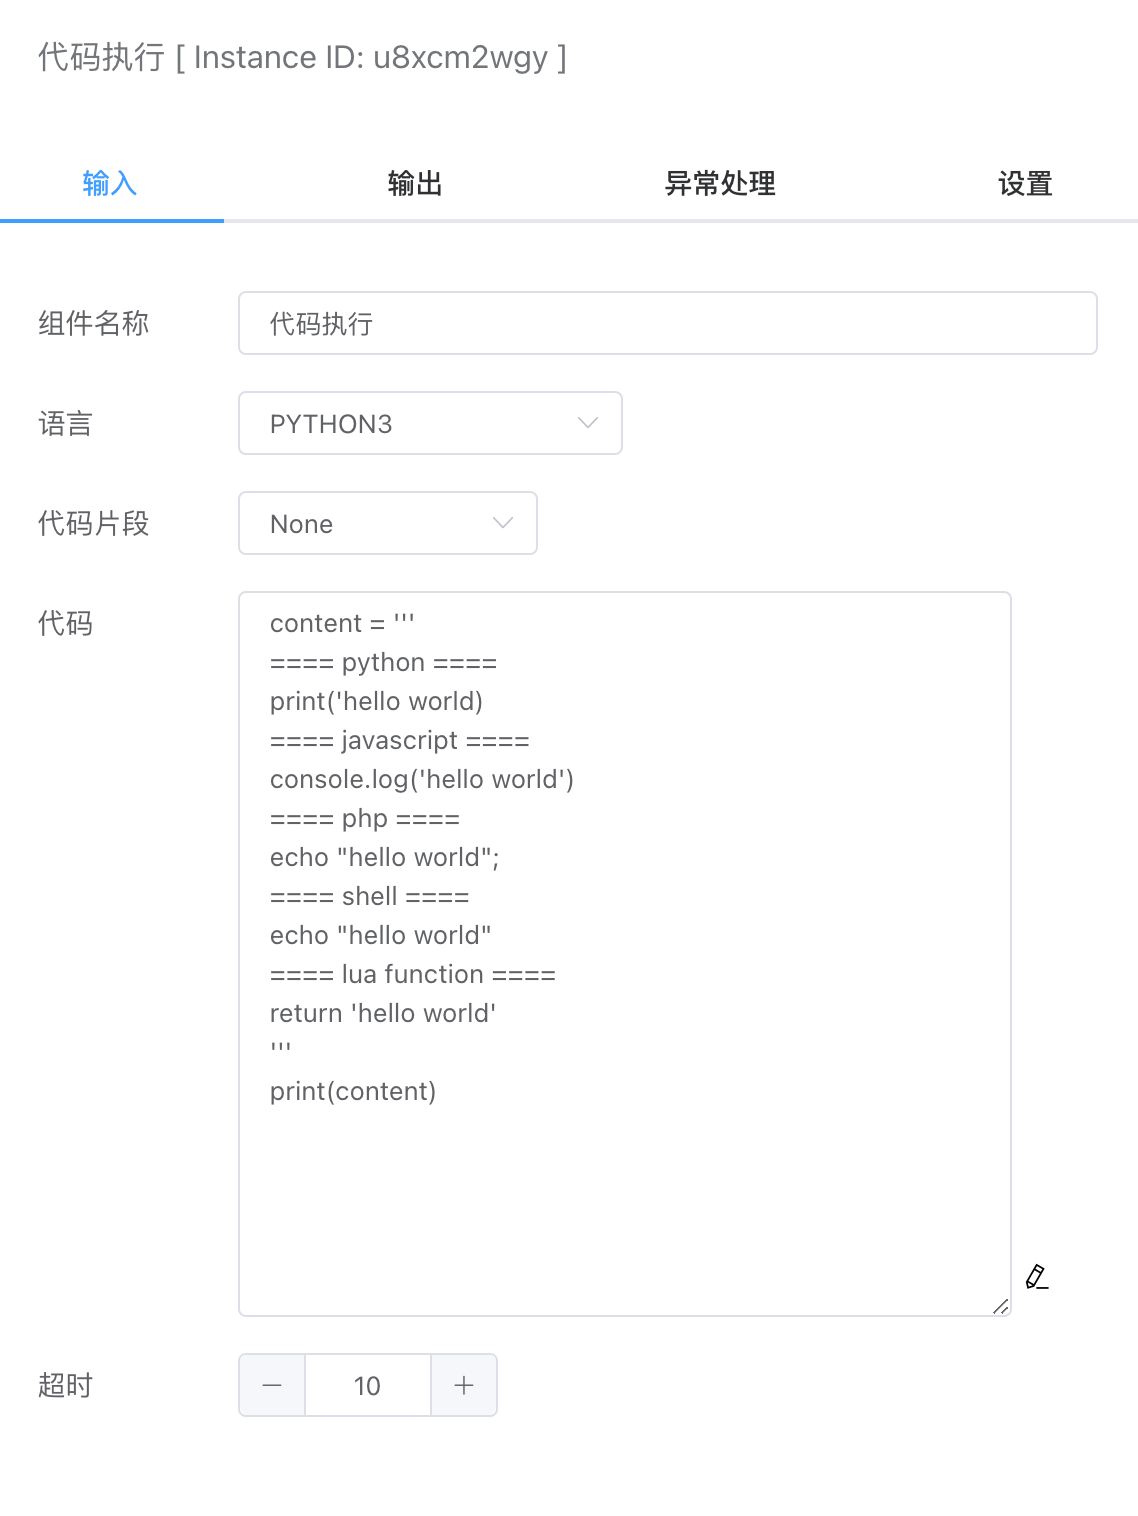 代码执行 [ Instance ID: u8xcm2wgy ]
输入 输出 异常处理 设置
组件名称 代码执行
语言 PYTHON3
代码片段 None
代码
content = '''
==== python ====
print('hello world)
==== javascript ====
console.log('hello world')
==== php ====
echo "hello world";
==== shell ====
echo "hello world"
==== lua function ====
return 'hello world'
'''
print(content)
超时 10